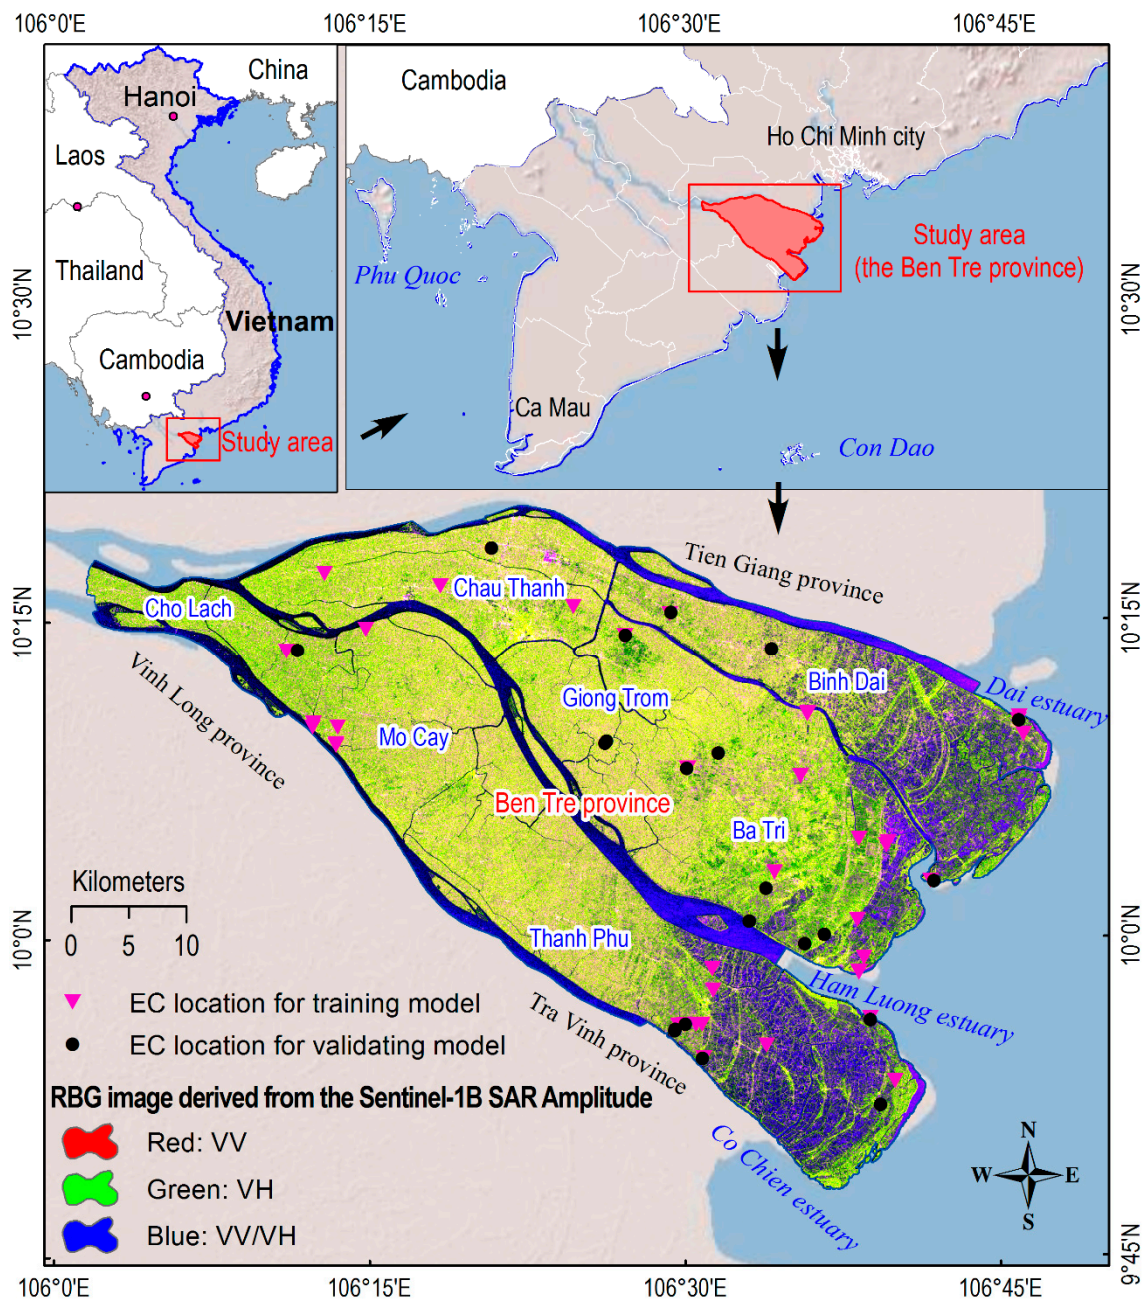 106°0'E
106°15'E
106°30'E
106°45'E
China
Hanoi
Laos
Thailand
Vietnam
Cambodia
Study area
Cambodia
Ho Chi Minh city
Study area
(the Ben Tre province)
Phu Quoc
Ca Mau
Con Dao
10°30'N
10°30'N
Tien Giang province
Chau Thanh
Cho Lach
10°15'N
10°15'N
Vinh Long province
Giong Trom
Binh Dai
Dai estuary
Mo Cay
Ben Tre province
Ba Tri
Kilometers
0 5 10
10°0'N
10°0'N
Thanh Phu
Ham Luong estuary
Tra Vinh province
EC location for training model
EC location for validating model
RBG image derived from the Sentinel-1B SAR Amplitude
Red: VV
Green: VH
Blue: VV/VH
Co Chien estuary
N
W
E
S
9°45'N
106°0'E
106°15'E
106°30'E
106°45'E